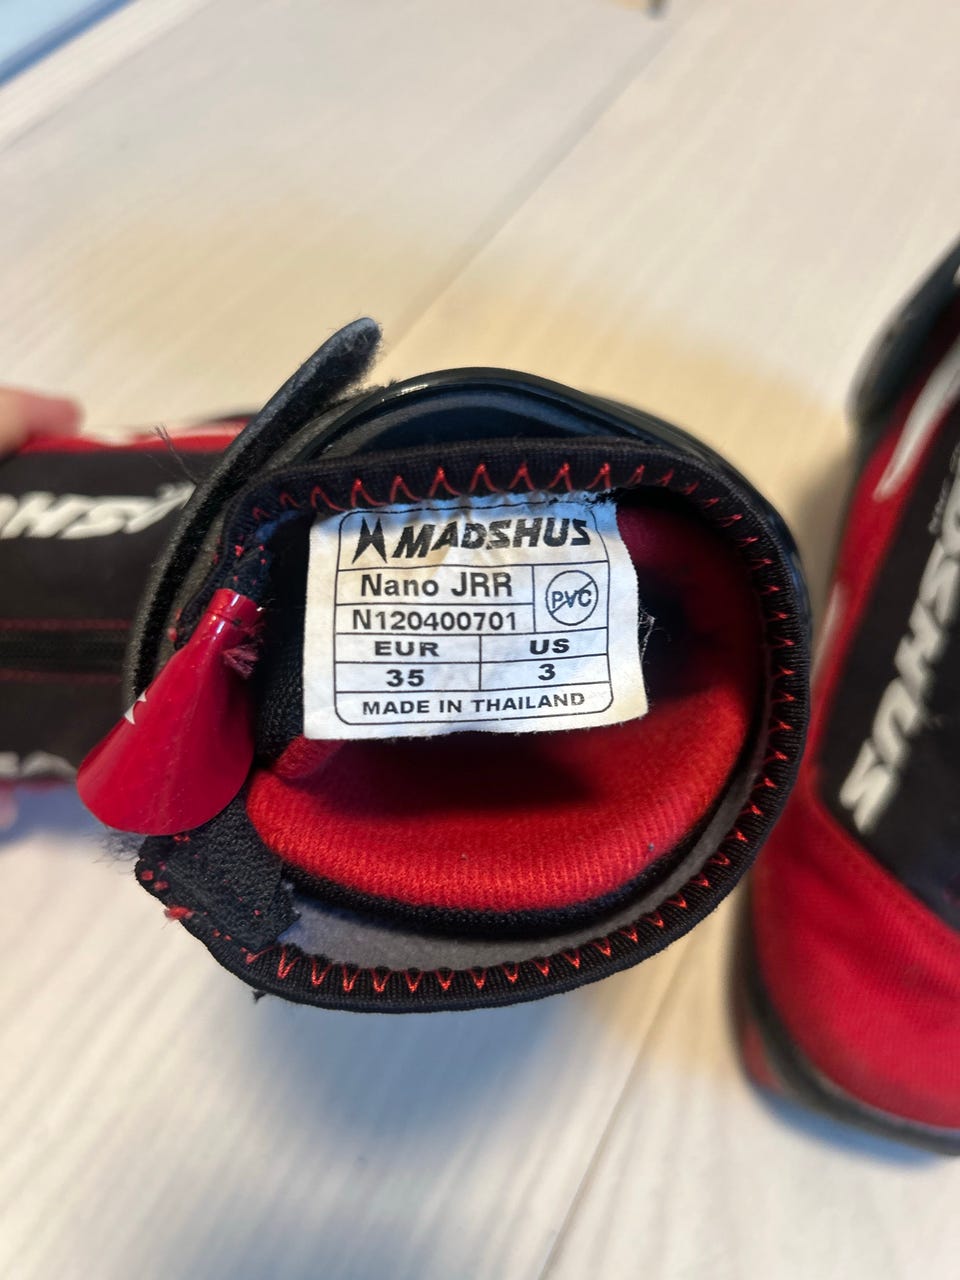 MADSHUS
Nano JRR
PVC
N120400701
EUR
US
35
3
MADE IN THAILAND